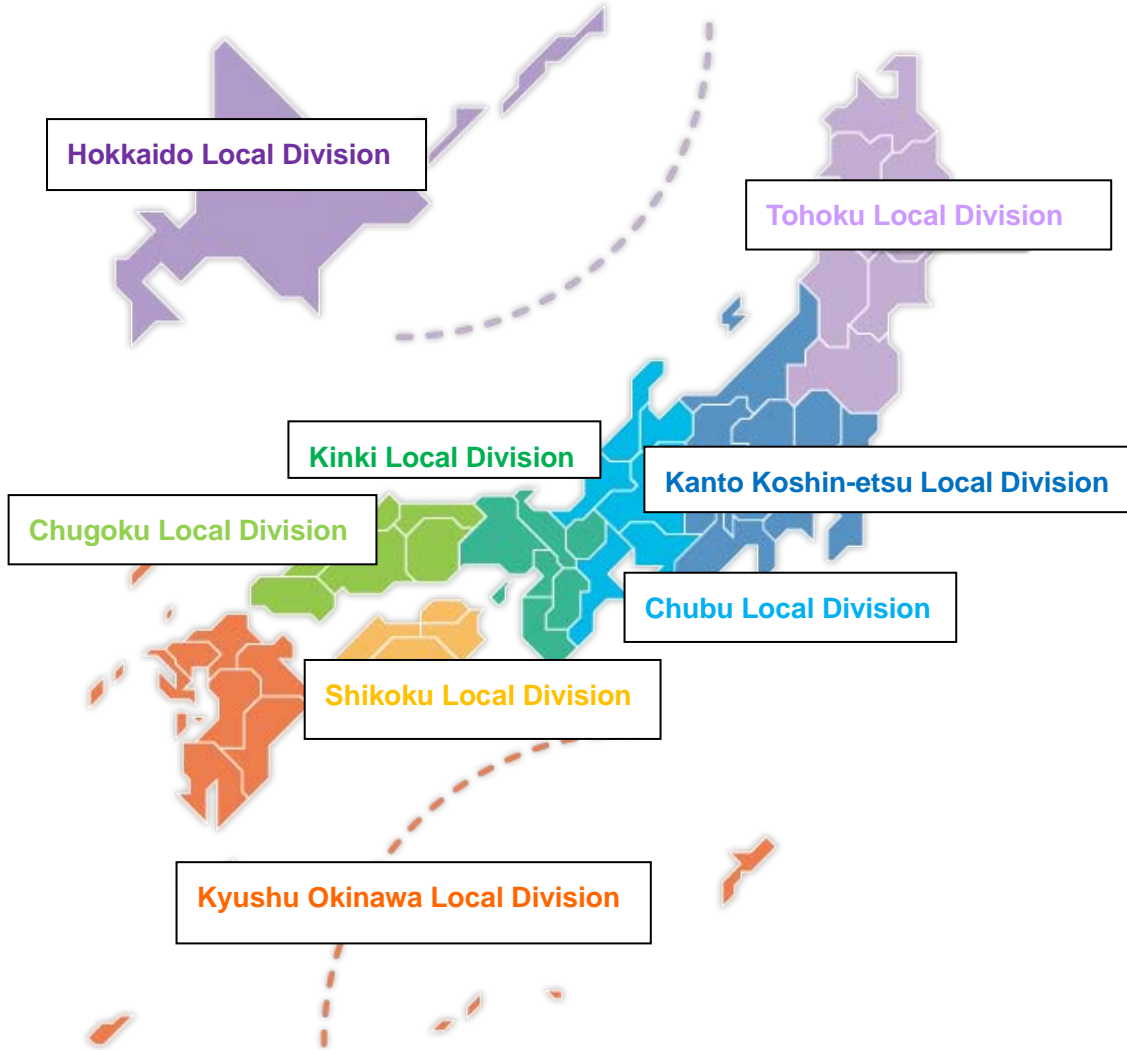 Hokkaido Local Division
Tohoku Local Division
Kinki Local Division
Kanto Koshin-etsu Local Division
Chugoku Local Division
Chubu Local Division
Shikoku Local Division
Kyushu Okinawa Local Division